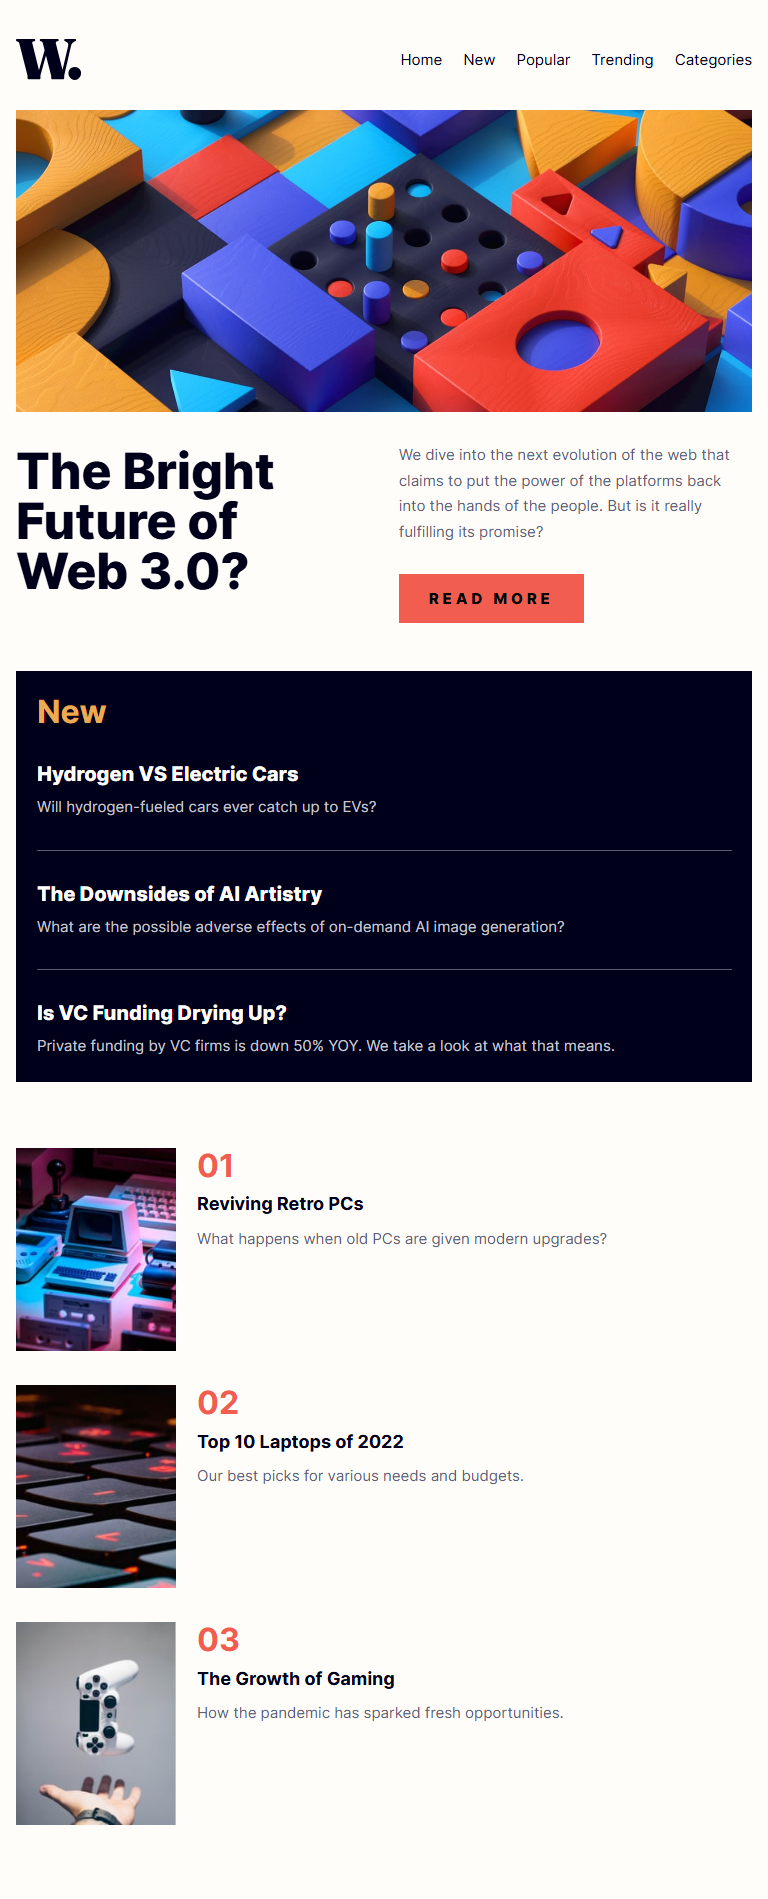 W.
Home New Popular Trending Categories
The Bright
Future of
Web 3.0?
We dive into the next evolution of the web that
claims to put the power of the platforms back
into the hands of the people. But is it really
fulfilling its promise?
READ MORE
New
Hydrogen VS Electric Cars
Will hydrogen-fueled cars ever catch up to EVs?
The Downsides of AI Artistry
What are the possible adverse effects of on-demand AI image generation?
Is VC Funding Drying Up?
Private funding by VC firms is down 50% YOY. We take a look at what that means.
01
Reviving Retro PCs
What happens when old PCs are given modern upgrades?
02
Top 10 Laptops of 2022
Our best picks for various needs and budgets.
03
The Growth of Gaming
How the pandemic has sparked fresh opportunities.